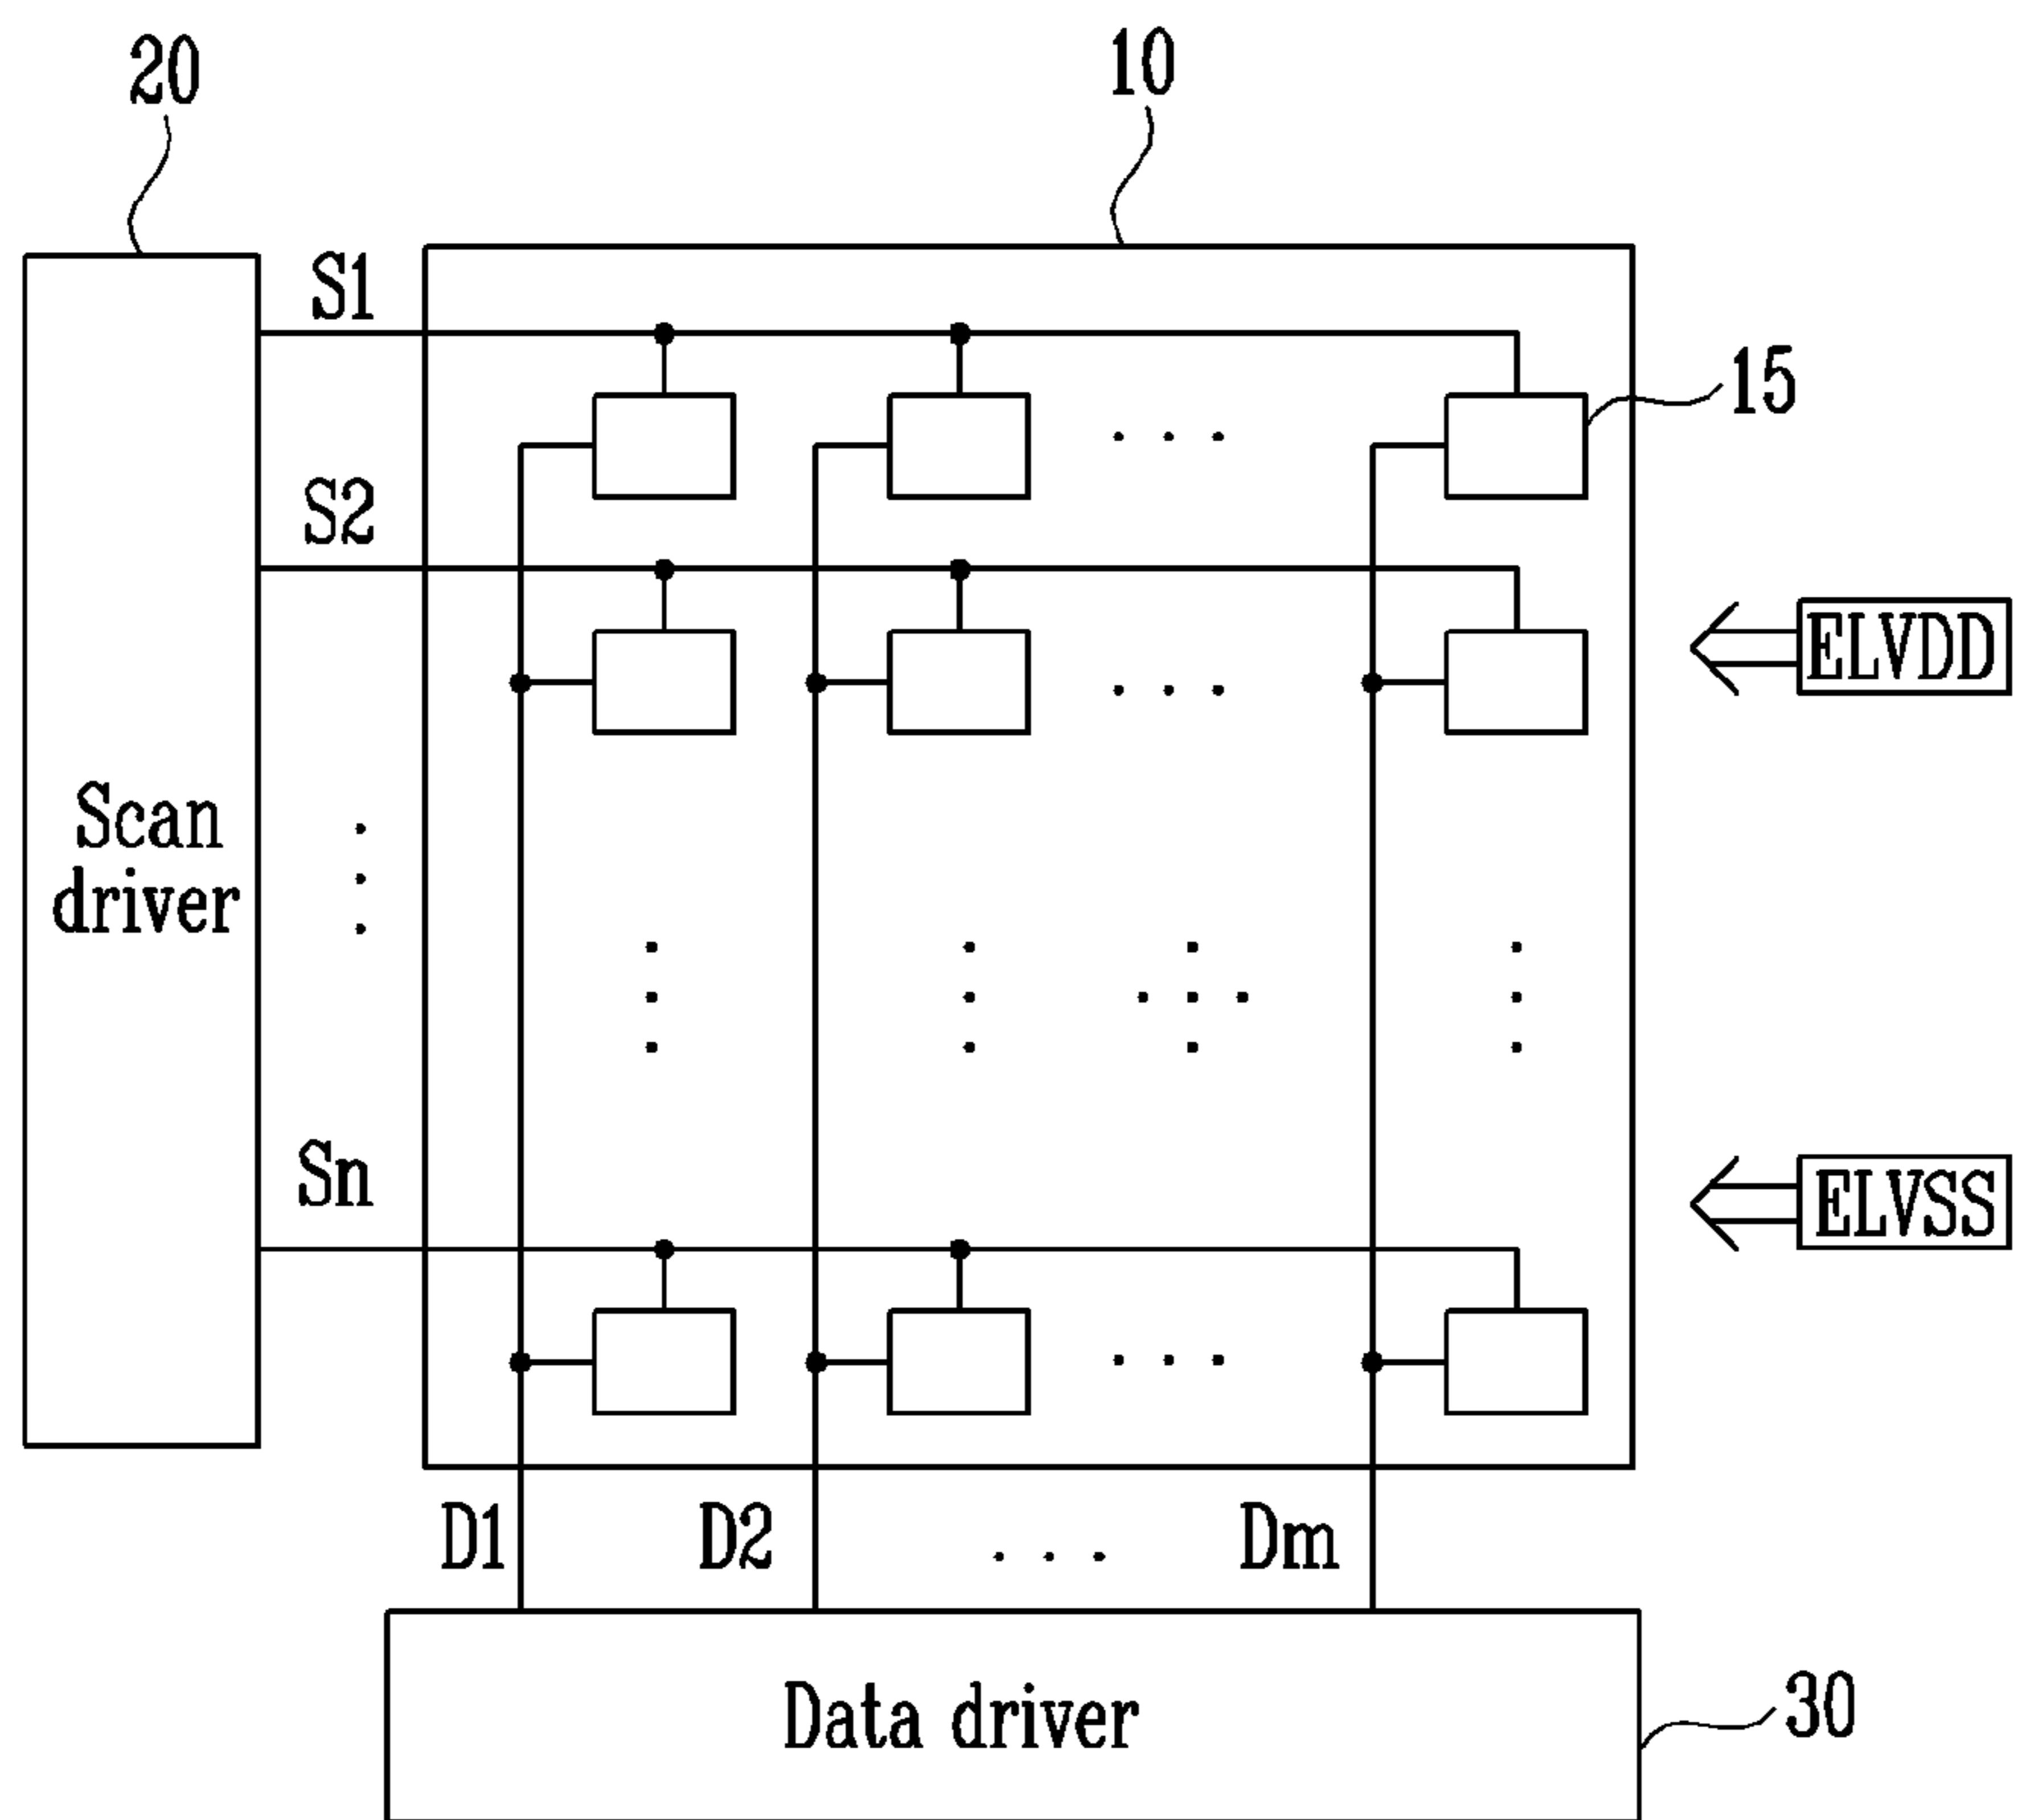 20
10
S1
15
S2
ELVDD
Scan
driver
Sn
ELVSS
D1
D2
Dm
Data driver
30